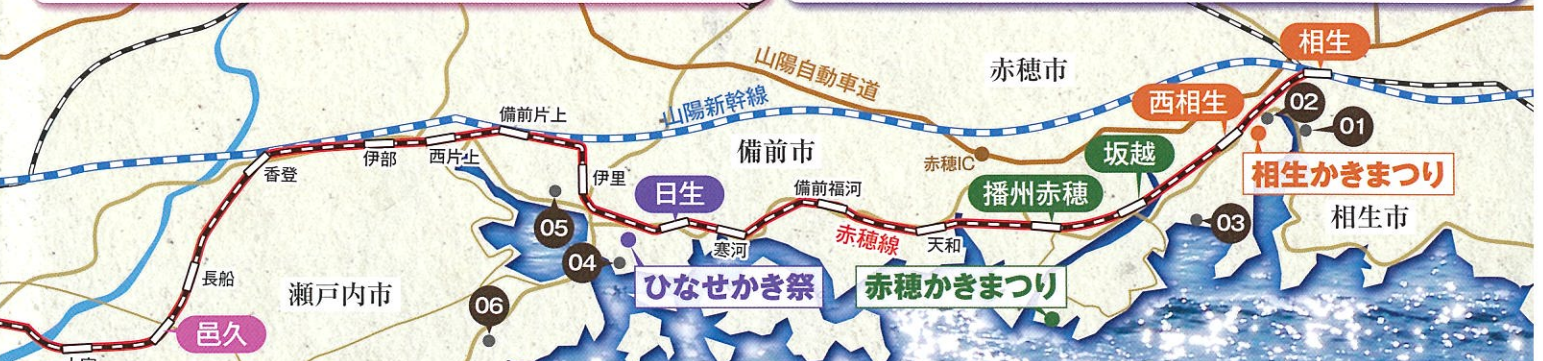 相生
山陽自動車道
赤穂市
西相生
02
山陽新幹線
備前片上
01
備前市
赤穂IC
坂越
伊部
西片上
香登
伊里
相生かきまつり
日生
備前福河
播州赤穂
05
03
相生市
赤穂線
天和
寒河
04
長船
瀬戸内市
ひなせかき祭
赤穂かきまつり
06
邑久